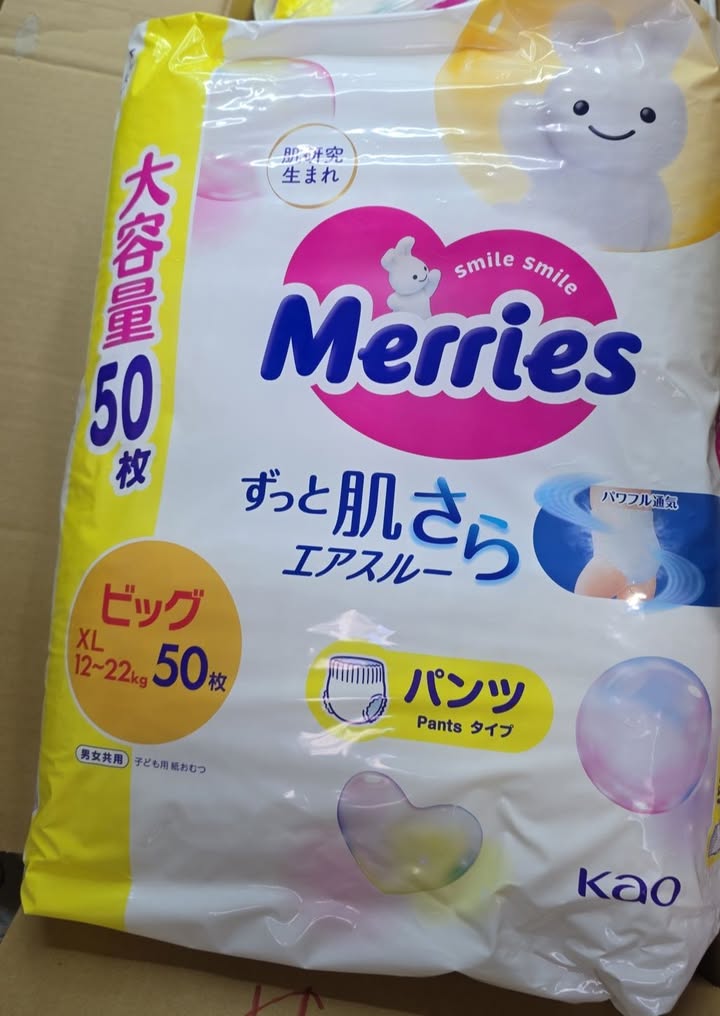 大容量
50枚
肌研究
生まれ
smile smile
Merries
ずっと肌さら
エアスルー
パワフル通気
ビッグ
XL
12~22kg 50枚
パンツ
Pants タイプ
男女共用 子ども用 紙おむつ
Kao